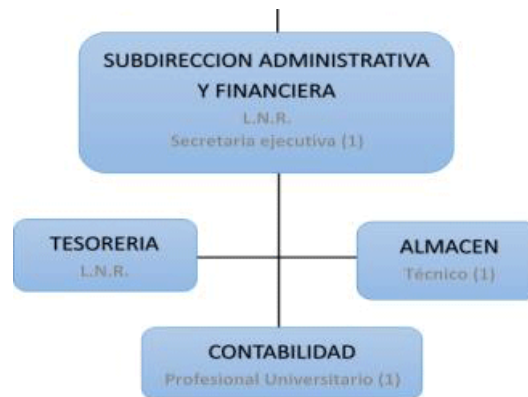 SUBDIRECCION ADMINISTRATIVA
Y FINANCIERA
L.N.R.
Secretaria ejecutiva (1)
TESORERIA
L.N.R.
ALMACEN
Técnico (1)
CONTABILIDAD
Profesional Universitario (1)